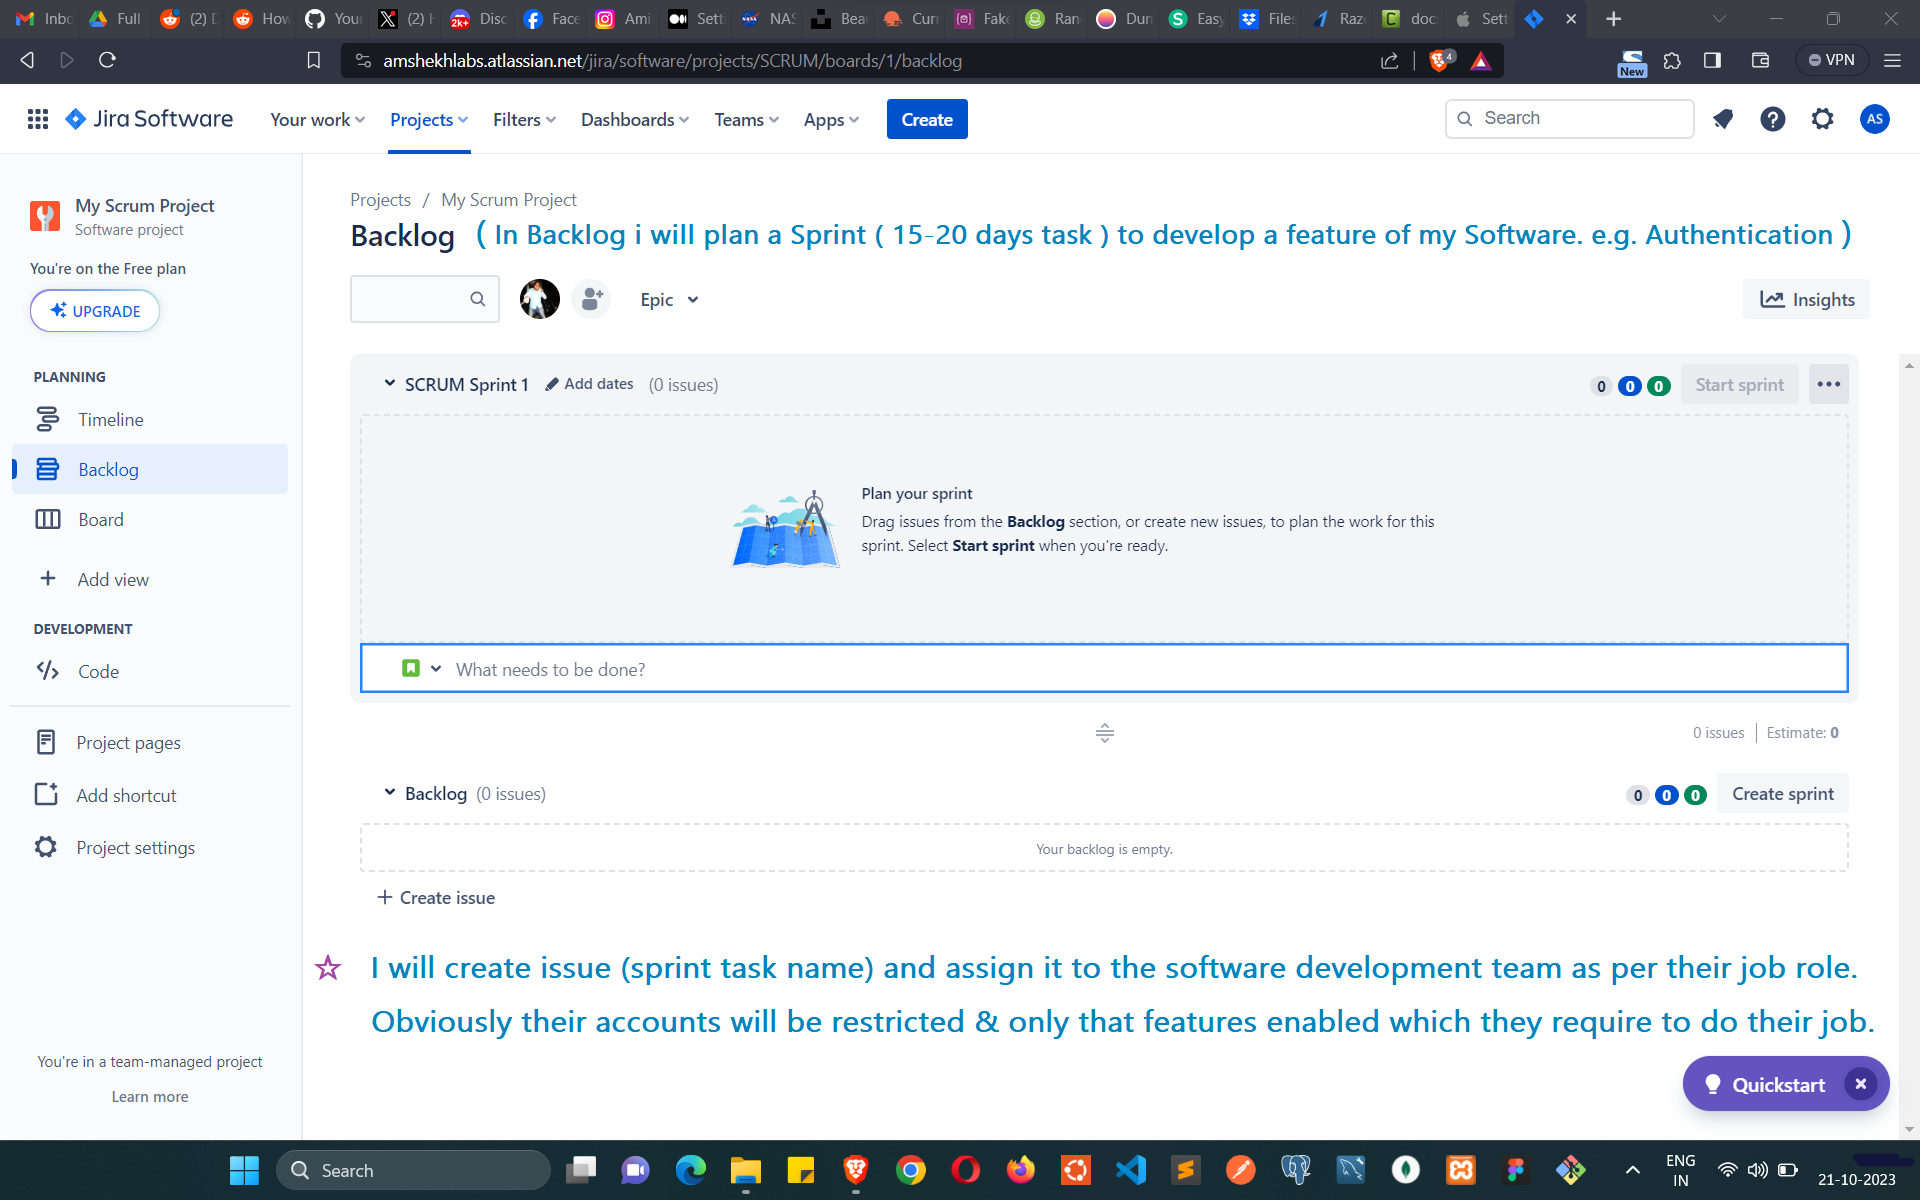 Inbc
Full
(2) D
How
Your
(2) H
2K+
Disc
Face
Ami
Setti
NAS
Beau
Curr
Fake
Ran
Dun
Easy
Files
Razo
doc
Sett
amshekhlabs.atlassian.net/jira/software/projects/SCRUM/boards/1/backlog
4
New
VPN
Jira Software
Your work
Projects
Filters
Dashboards
Teams
Apps
Create
Search
AS
My Scrum Project
Software project
You're on the Free plan
UPGRADE
PLANNING
Timeline
Backlog
Board
Add view
DEVELOPMENT
Code
Project pages
Add shortcut
Project settings
You're in a team-managed project
Learn more
Projects / My Scrum Project
Backlog ( In Backlog i will plan a Sprint ( 15-20 days task ) to develop a feature of my Software. e.g. Authentication )
Epic
Insights
SCRUM Sprint 1 Add dates (0 issues)
0 0 0 Start sprint
Plan your sprint
Drag issues from the Backlog section, or create new issues, to plan the work for this
sprint. Select Start sprint when you're ready.
What needs to be done?
0 issues Estimate: 0
Backlog (0 issues)
0 0 0 Create sprint
Your backlog is empty.
+ Create issue
I will create issue (sprint task name) and assign it to the software development team as per their job role.
Obviously their accounts will be restricted & only that features enabled which they require to do their job.
Quickstart
Search
ENG
IN
21-10-2023